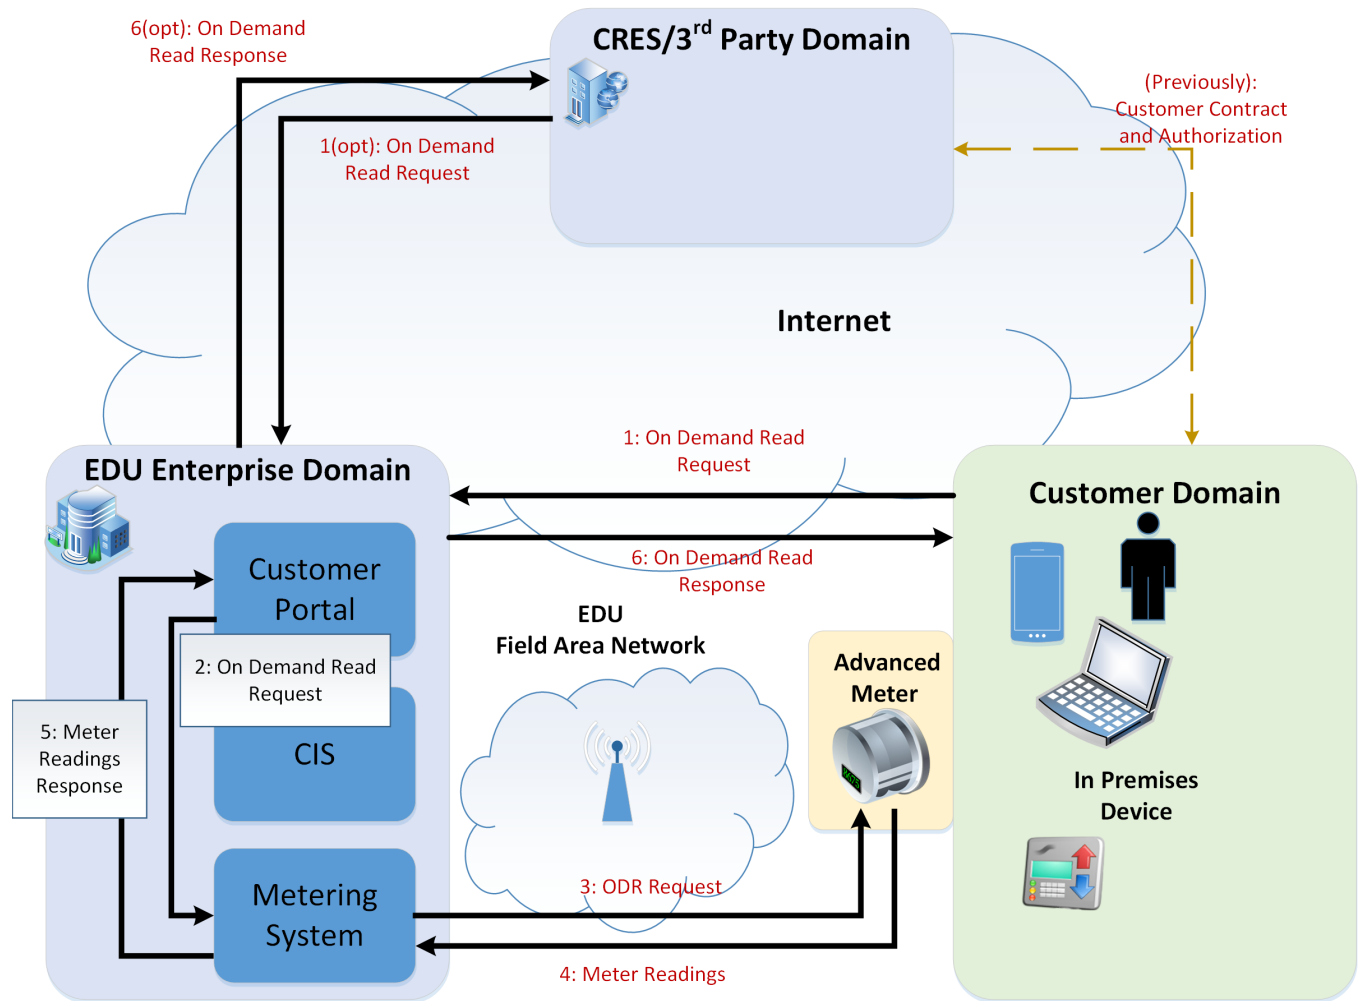 6(opt): On Demand
Read Response
CRES/3rd Party Domain
(Previously):
Customer Contract
and Authorization
1(opt): On Demand
Read Request
Internet
1: On Demand Read
Request
EDU Enterprise Domain
Customer Domain
6: On Demand Read
Response
Customer
Portal
EDU
Field Area Network
2: On Demand Read
Request
Advanced
Meter
5: Meter
Readings
Response
CIS
In Premises
Device
3: ODR Request
Metering
System
4: Meter Readings